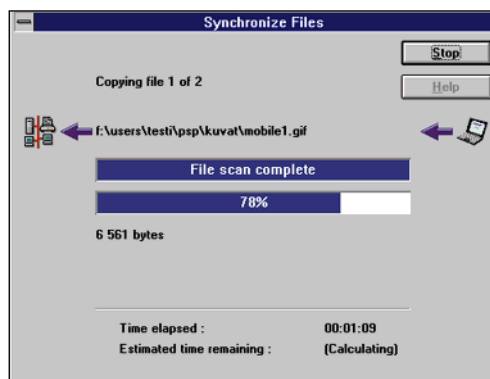 Synchronize Files
Stop
Copying file 1 of 2
Help
f:\users\testi\psp\kuvat\mobile1.gif
File scan complete
78%
6 561 bytes
Time elapsed : 00:01:09
Estimated time remaining : (Calculating)